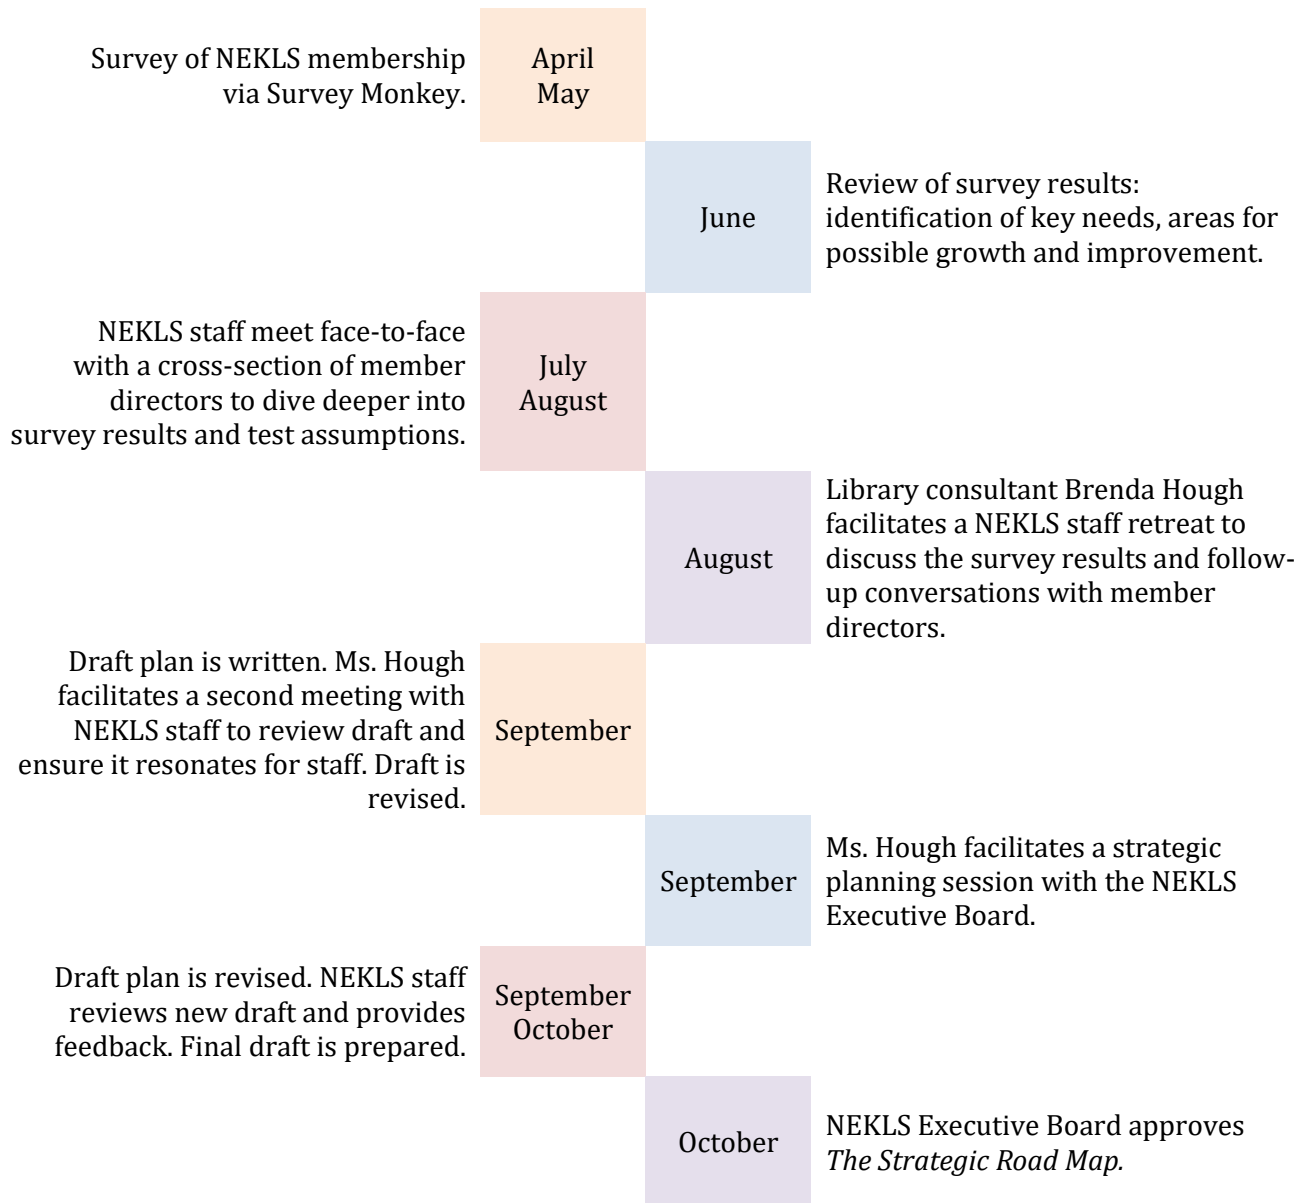 Survey of NEKLS membership
via Survey Monkey.
April
May
June
Review of survey results:
identification of key needs, areas for
possible growth and improvement.
NEKLS staff meet face-to-face
with a cross-section of member
directors to dive deeper into
survey results and test assumptions.
July
August
August
Library consultant Brenda Hough
facilitates a NEKLS staff retreat to
discuss the survey results and follow-
up conversations with member
directors.
Draft plan is written. Ms. Hough
facilitates a second meeting with
NEKLS staff to review draft and
ensure it resonates for staff. Draft is
revised.
September
September
Ms. Hough facilitates a strategic
planning session with the NEKLS
Executive Board.
Draft plan is revised. NEKLS staff
reviews new draft and provides
feedback. Final draft is prepared.
September
October
October
NEKLS Executive Board approves
The Strategic Road Map.